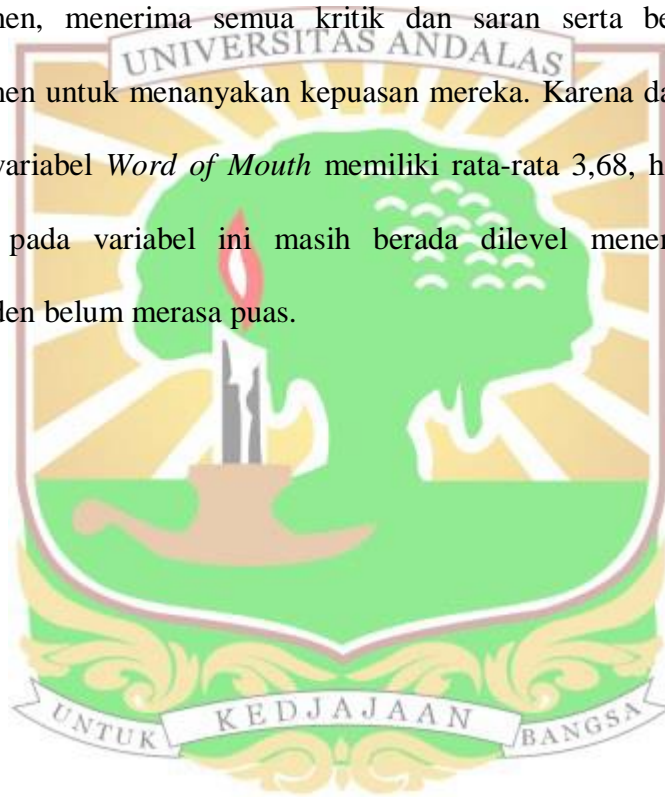 men, menerima semua kritik dan saran serta be
UNIVERSITAS ANDALAS
men untuk menanyakan kepuasan mereka. Karena da
variabel Word of Mouth memiliki rata-rata 3,68, h
pada variabel ini masih berada dilevel mener
den belum merasa puas.
UNTUK KEDJAJAAN BANGSA